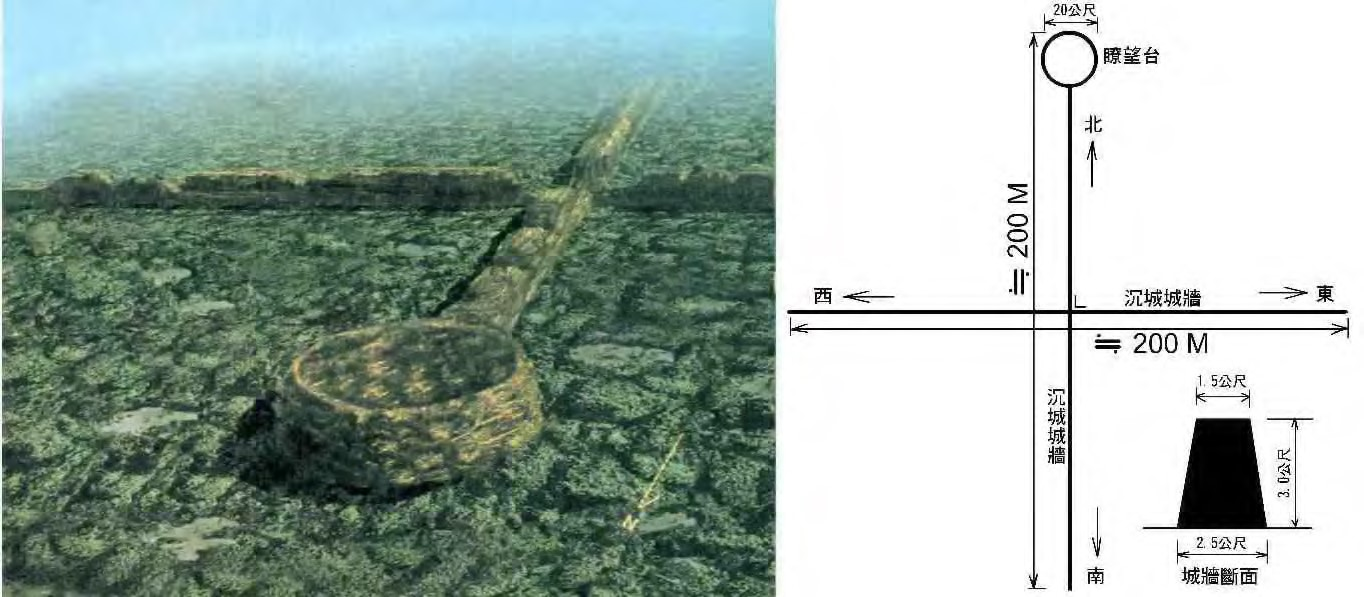 20公尺
瞭望台
北
≒ 200 M
西
沉城城牆
東
≒ 200 M
沉城城牆
1.5公尺
3.0公尺
2.5公尺
南
城牆斷面
N